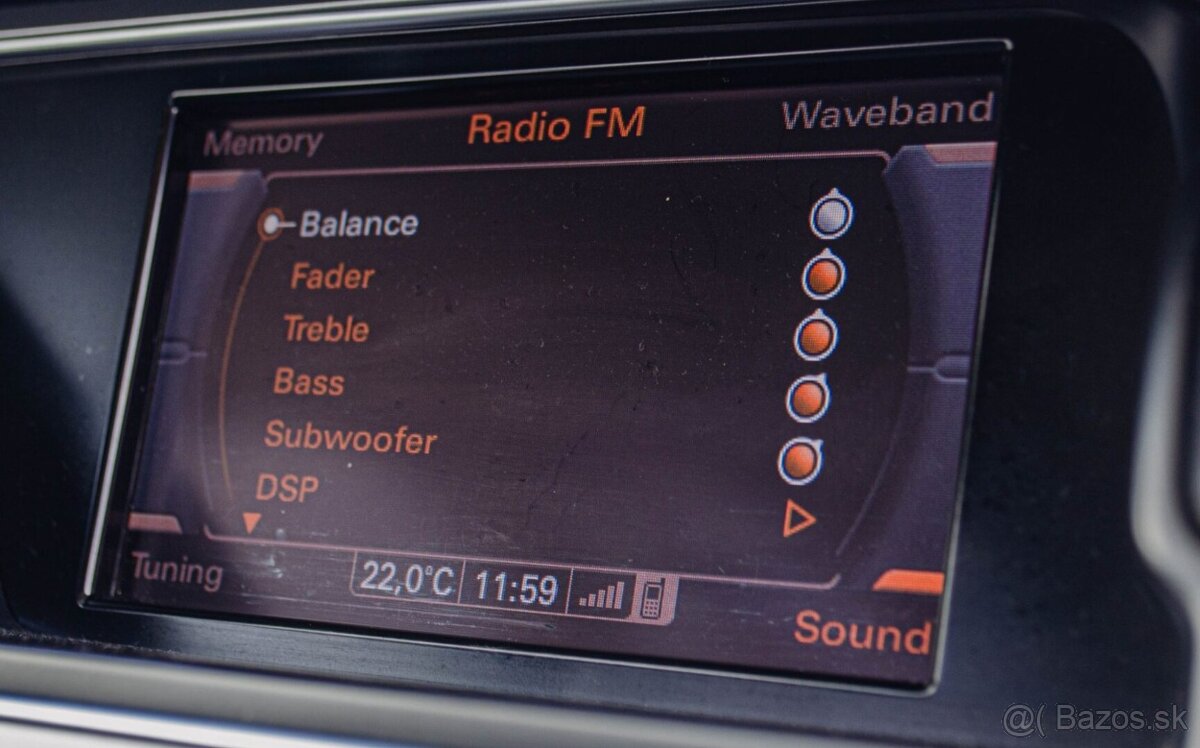 Memory
Radio FM
Waveband
Balance
Fader
Treble
Bass
Subwoofer
DSP
Tuning
22,0°C
11:59
Sound
@( Bazos.sk